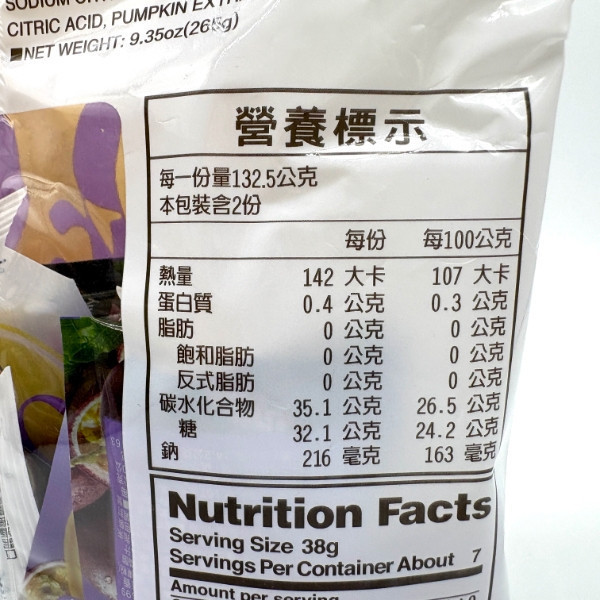 CITRIC ACID, PUMPKIN
■NET WEIGHT: 9.35oz(265g)
營養標示
每一份量132.5公克
本包裝含2份
每份 每100公克
熱量 142 大卡 107 大卡
蛋白質 0.4 公克 0.3 公克
脂肪 0 公克 0 公克
飽和脂肪 0 公克 0 公克
反式脂肪 0 公克 0 公克
碳水化合物 35.1 公克 26.5 公克
糖 32.1 公克 24.2 公克
鈉 216 毫克 163 毫克
Nutrition Facts
Serving Size 38g
Servings Per Container About 7
Amount per serving